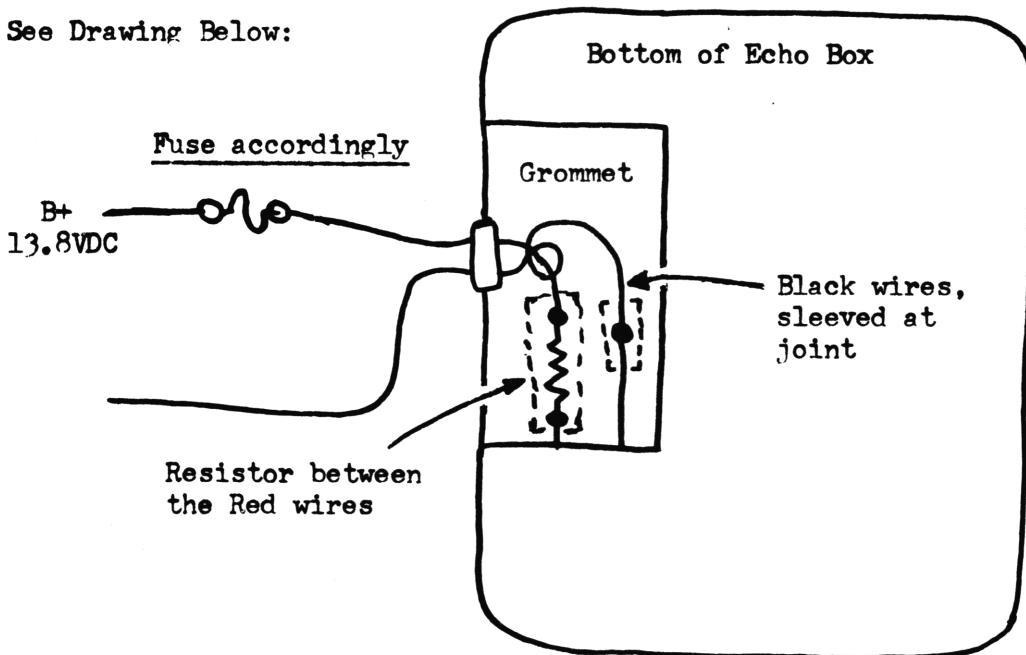 See Drawing Below:
Bottom of Echo Box
Fuse accordingly
Grommet
B+
13.8VDC
Black wires,
sleeved at
joint
Resistor between
the Red wires